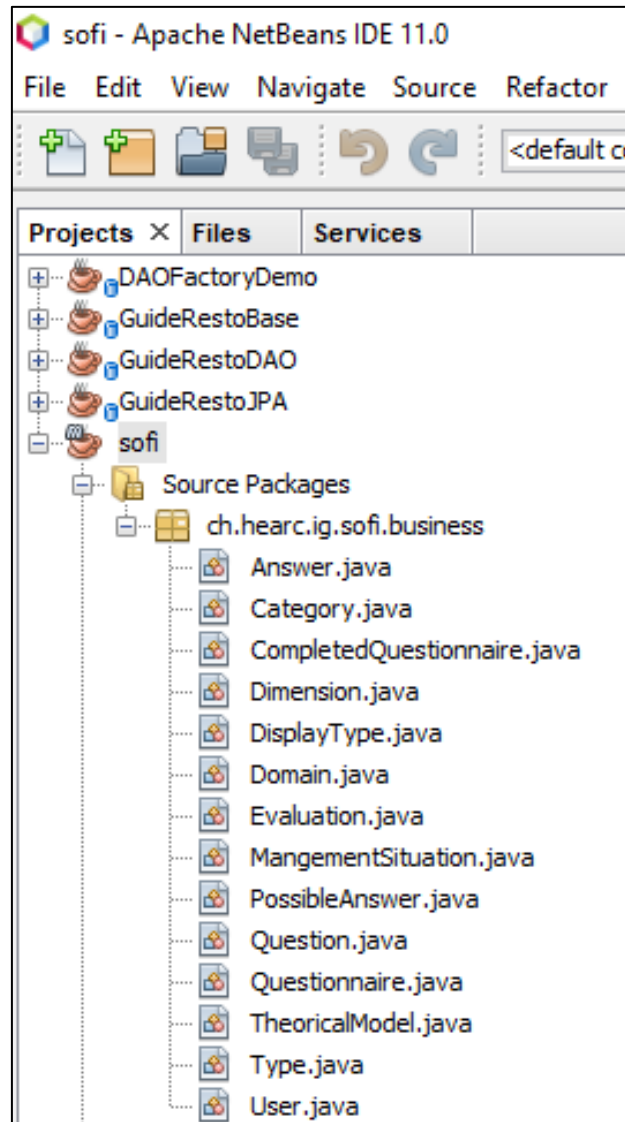 sofi - Apache NetBeans IDE 11.0
File Edit View Navigate Source Refactor
<default co
Projects Files Services
DAOFactoryDemo
GuideRestoBase
GuideRestoDAO
GuideRestoJPA
sofi
Source Packages
ch.hearc.ig.sofi.business
Answer.java
Category.java
CompletedQuestionnaire.java
Dimension.java
DisplayType.java
Domain.java
Evaluation.java
MangementSituation.java
PossibleAnswer.java
Question.java
Questionnaire.java
TheoricalModel.java
Type.java
User.java